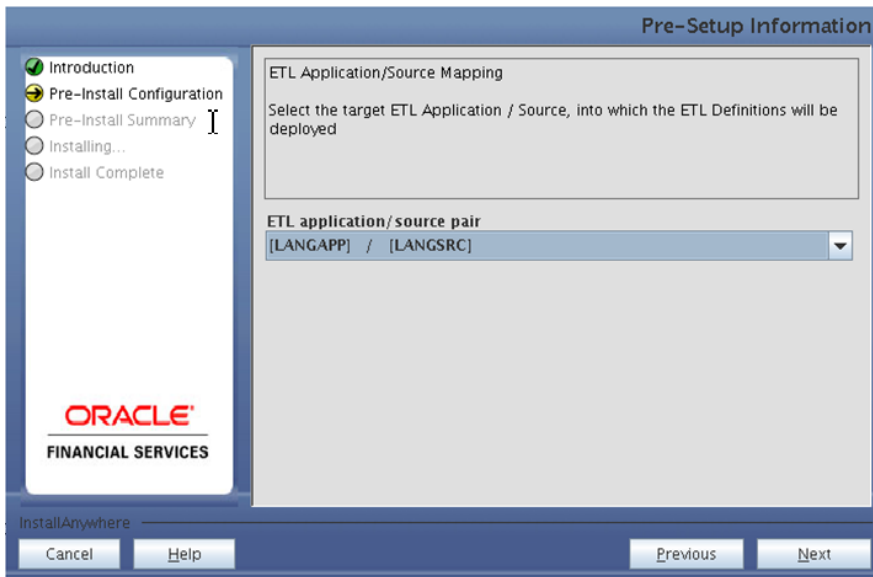 Pre-Setup Information
Introduction
Pre-Install Configuration
Pre-Install Summary
Installing...
Install Complete
ORACLE'
FINANCIAL SERVICES
ETL Application/Source Mapping
Select the target ETL Application / Source, into which the ETL Definitions will be
deployed
ETL application/source pair
[LANGAPP] / [LANGSRC]
InstallAnywhere
Cancel
Help
Previous
Next